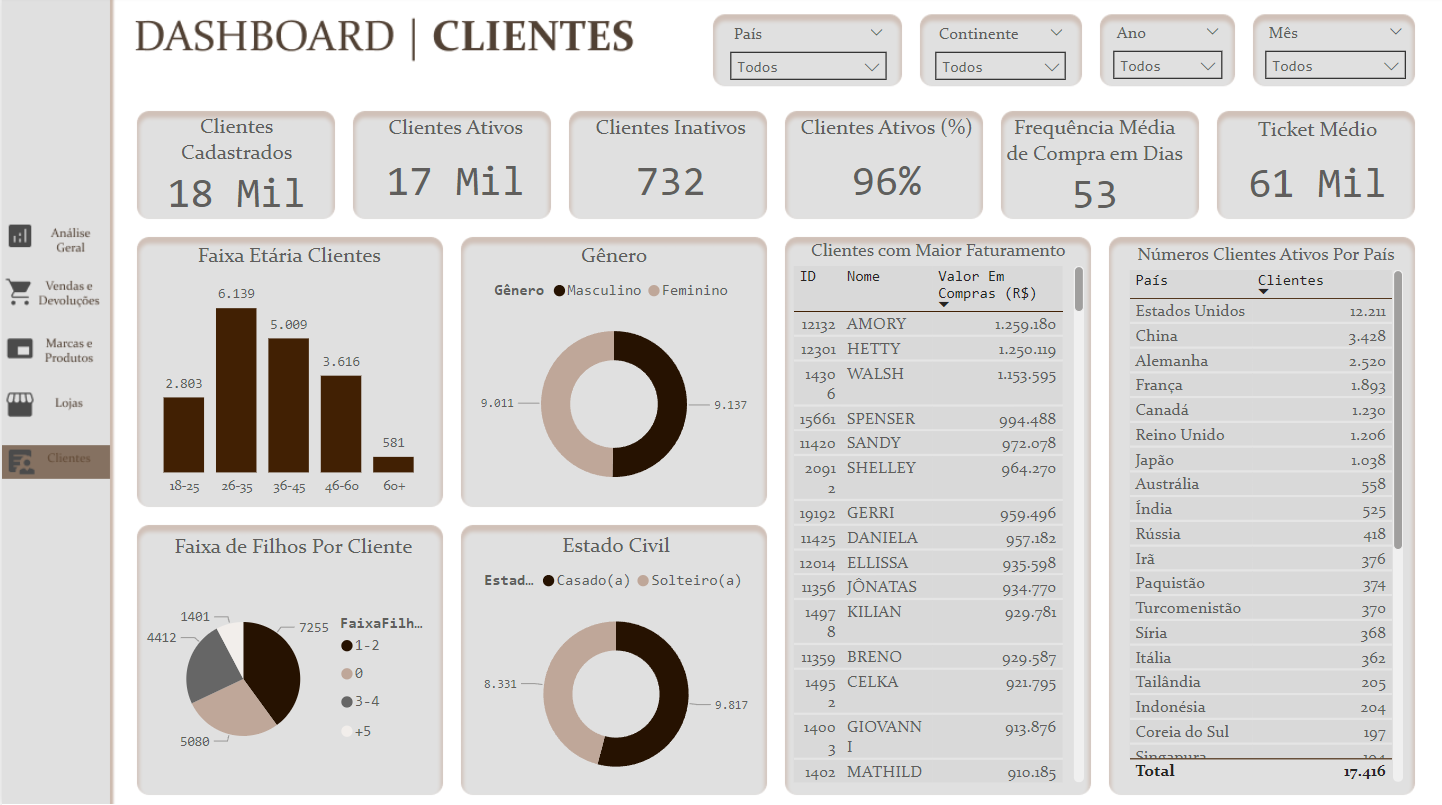 DASHBOARD | CLIENTES
País
Todos
Continente
Todos
Ano
Todos
Mês
Todos
Análise
Geral
Vendas e
Devoluções
Marcas e
Produtos
Lojas
Clientes
Clientes
Cadastrados
18 Mil
Clientes Ativos
17 Mil
Clientes Inativos
732
Clientes Ativos (%)
96%
Frequência Média
de Compra em Dias
53
Ticket Médio
61 Mil
Faixa Etária Clientes
6.139
5.009
3.616
2.803
581
18-25 26-35 36-45 46-60 60+
Gênero
Gênero Masculino Feminino
9.011
9.137
Faixa de Filhos Por Cliente
1401
7255
4412
5080
FaixaFilh...
1-2
0
3-4
+5
Estado Civil
Estad... Casado(a) Solteiro(a)
8.331
9.817
Clientes com Maior Faturamento
ID Nome Valor Em
Compras (R$)
12132 AMORY 1.259.180
12301 HETTY 1.250.119
1430 WALSH 1.153.595
6
15661 SPENSER 994.488
11420 SANDY 972.078
2091 SHELLEY 964.270
2
19192 GERRI 959.496
11425 DANIELA 957.182
12014 ELLISSA 935.598
11356 JÔNATAS 934.770
1497 KILIAN 929.781
8
11359 BRENO 929.587
1495 CELKA 921.795
2
1400 GIOVANN 913.876
3 I
1402 MATHILD 910.185
Números Clientes Ativos Por País
País Clientes
Estados Unidos 12.211
China 3.428
Alemanha 2.520
França 1.893
Canadá 1.230
Reino Unido 1.206
Japão 1.038
Austrália 558
Índia 525
Rússia 418
Irã 376
Paquistão 374
Turcomenistão 370
Síria 368
Itália 362
Tailândia 205
Indonésia 204
Coreia do Sul 197
Total 17.416